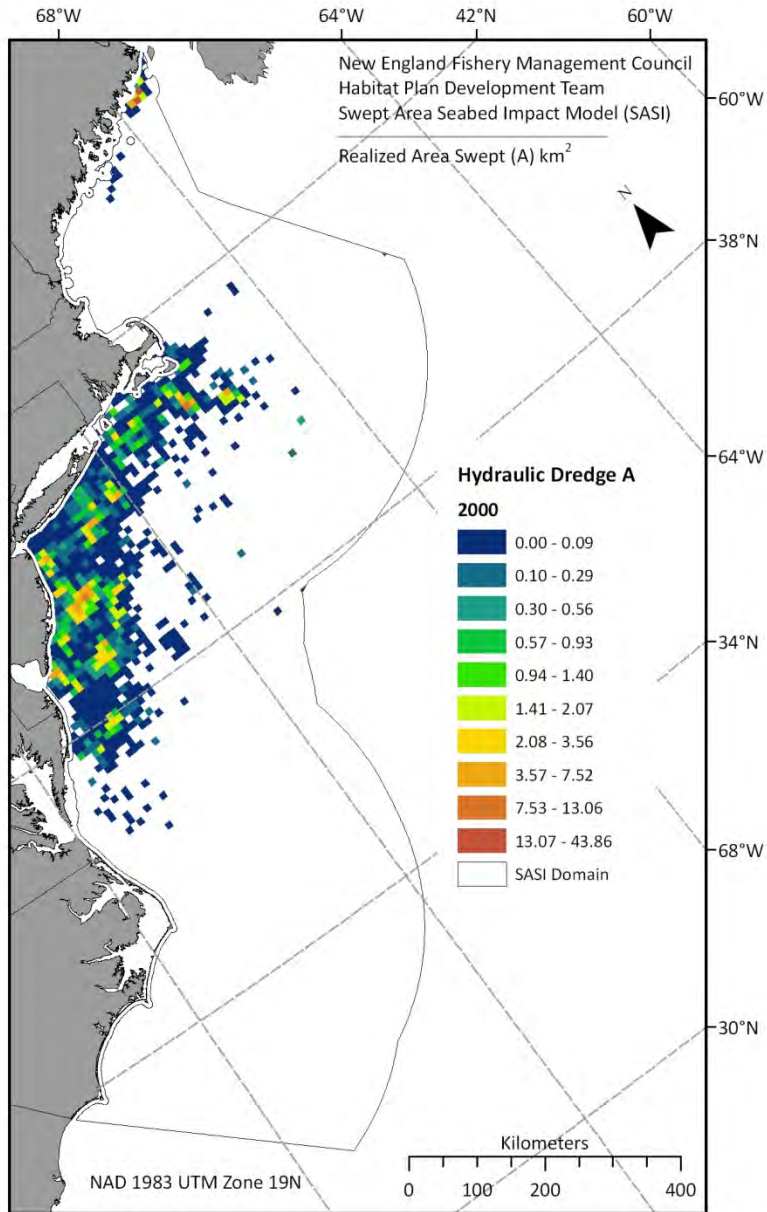 68°W
64°W
42°N
60°W
New England Fishery Management Council
Habitat Plan Development Team
Swept Area Seabed Impact Model (SASI)
Realized Area Swept (A) km²
60°W
N
38°N
64°W
Hydraulic Dredge A
2000
0.00 - 0.09
0.10 - 0.29
0.30 - 0.56
0.57 - 0.93
0.94 - 1.40
1.41 - 2.07
2.08 - 3.56
3.57 - 7.52
7.53 - 13.06
13.07 - 43.86
SASI Domain
34°N
68°W
30°N
Kilometers
0 100 200 400
NAD 1983 UTM Zone 19N